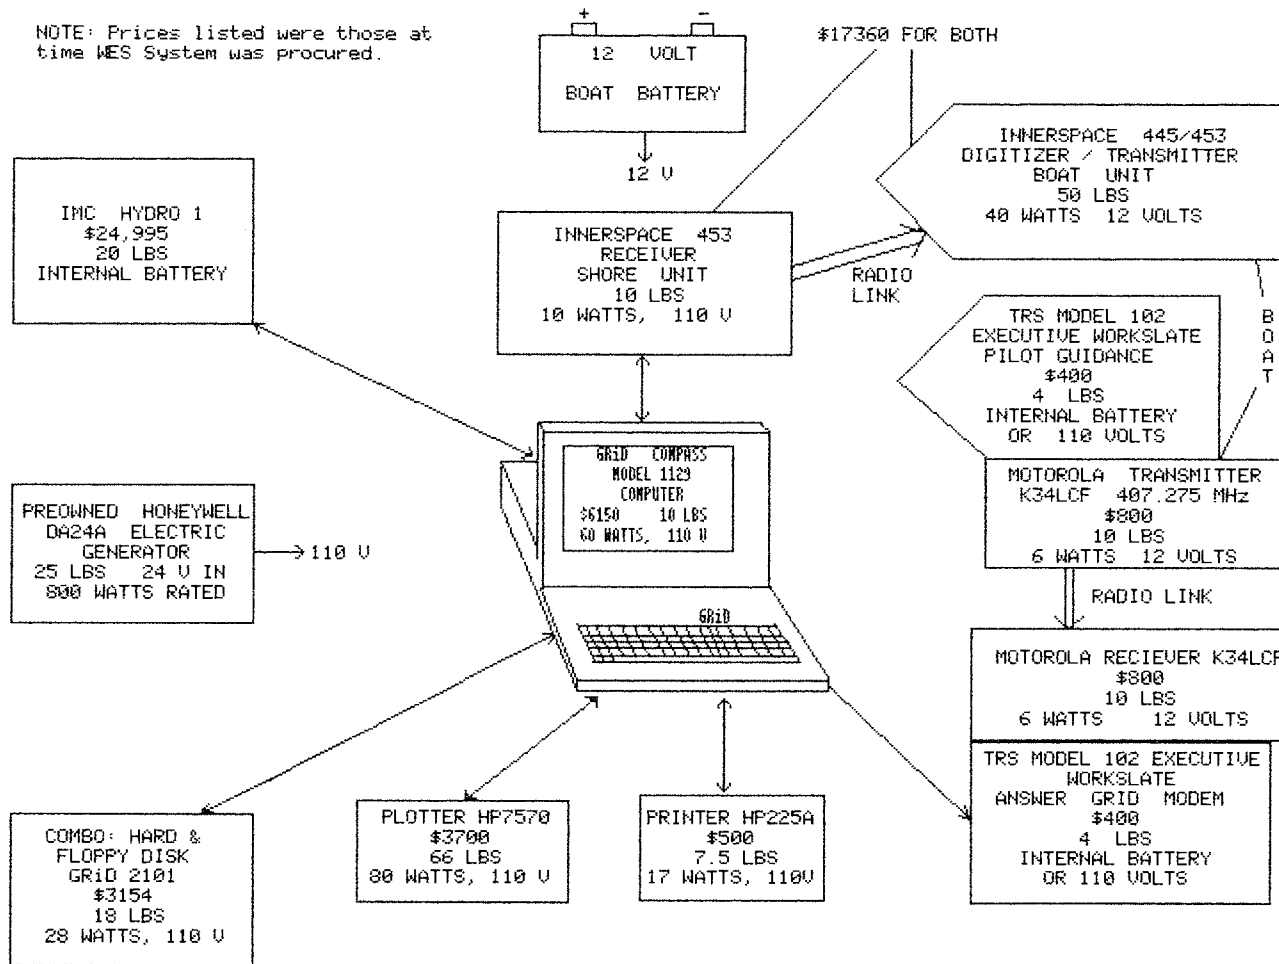 NOTE: Prices listed were those at
time WES System was procured.
+ -
12 VOLT
BOAT BATTERY
12 V
$17360 FOR BOTH
INNERSPACE 445/453
DIGITIZER / TRANSMITTER
BOAT UNIT
50 LBS
40 WATTS 12 VOLTS
IMC HYDRO 1
$24,995
20 LBS
INTERNAL BATTERY
INNERSPACE 453
RECEIVER
SHORE UNIT
10 LBS
10 WATTS, 110 V
RADIO
LINK
TRS MODEL 102
EXECUTIVE WORKSLATE
PILOT GUIDANCE
$400
4 LBS
INTERNAL BATTERY
OR 110 VOLTS
B
O
A
T
GRiD COMPASS
MODEL 1129
COMPUTER
$6150 10 LBS
60 WATTS, 110 V
GRiD
MOTOROLA TRANSMITTER
K34LCF 407.275 MHz
$800
10 LBS
6 WATTS 12 VOLTS
PREOWNED HONEYWELL
DA24A ELECTRIC
GENERATOR
25 LBS 24 V IN
800 WATTS RATED
110 V
RADIO LINK
MOTOROLA RECIEVER K34LCF
$800
10 LBS
6 WATTS 12 VOLTS
TRS MODEL 102 EXECUTIVE
WORKSLATE
ANSWER GRID MODEM
$400
4 LBS
INTERNAL BATTERY
OR 110 VOLTS
COMBO: HARD &
FLOPPY DISK
GRiD 2101
$3154
18 LBS
28 WATTS, 110 V
PLOTTER HP7570
$3700
66 LBS
80 WATTS, 110 V
PRINTER HP225A
$500
7.5 LBS
17 WATTS, 110V